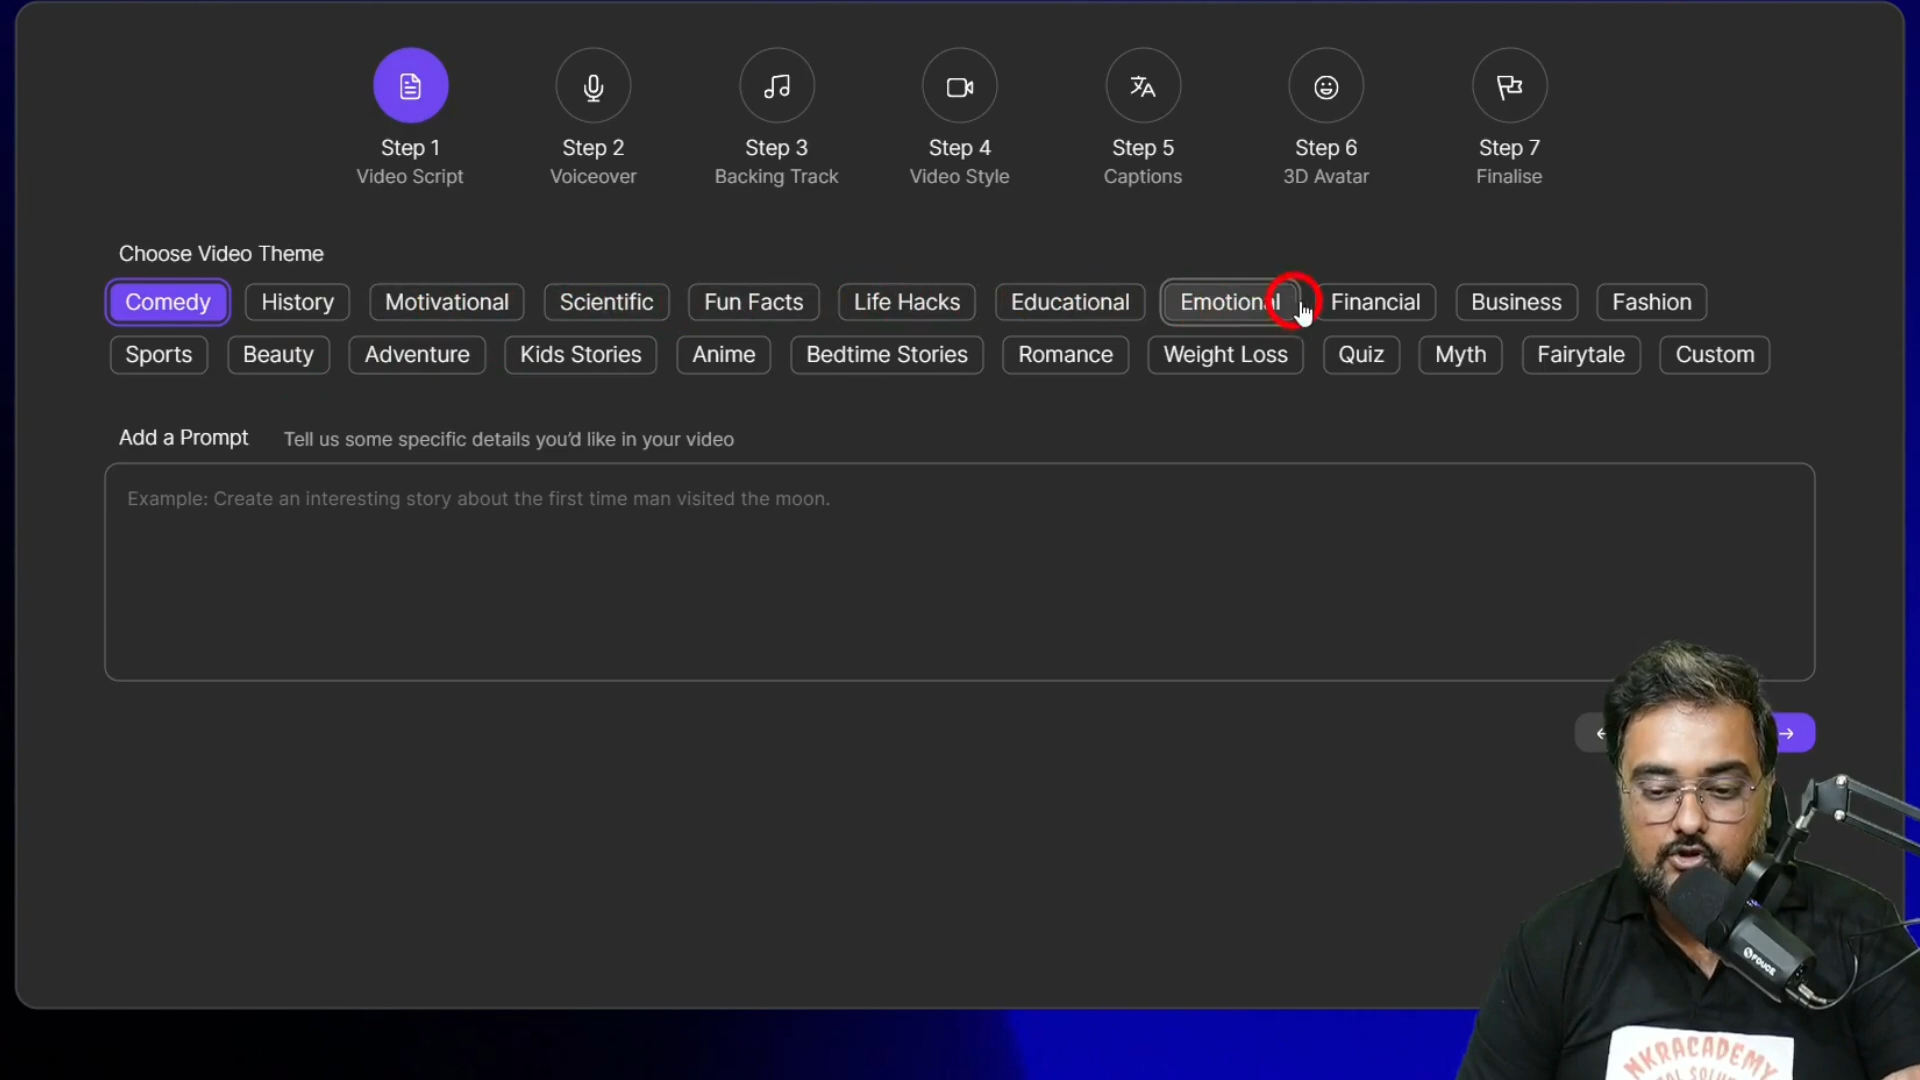 Step 1
Video Script
Step 2
Voiceover
Step 3
Backing Track
Step 4
Video Style
Step 5
Captions
Step 6
3D Avatar
Step 7
Finalise
Choose Video Theme
Comedy History Motivational Scientific Fun Facts Life Hacks Educational Emotional Financial Business Fashion
Sports Beauty Adventure Kids Stories Anime Bedtime Stories Romance Weight Loss Quiz Myth Fairytale Custom
Add a Prompt Tell us some specific details you'd like in your video
Example: Create an interesting story about the first time man visited the moon.
FDUCE
NKRACADEMY